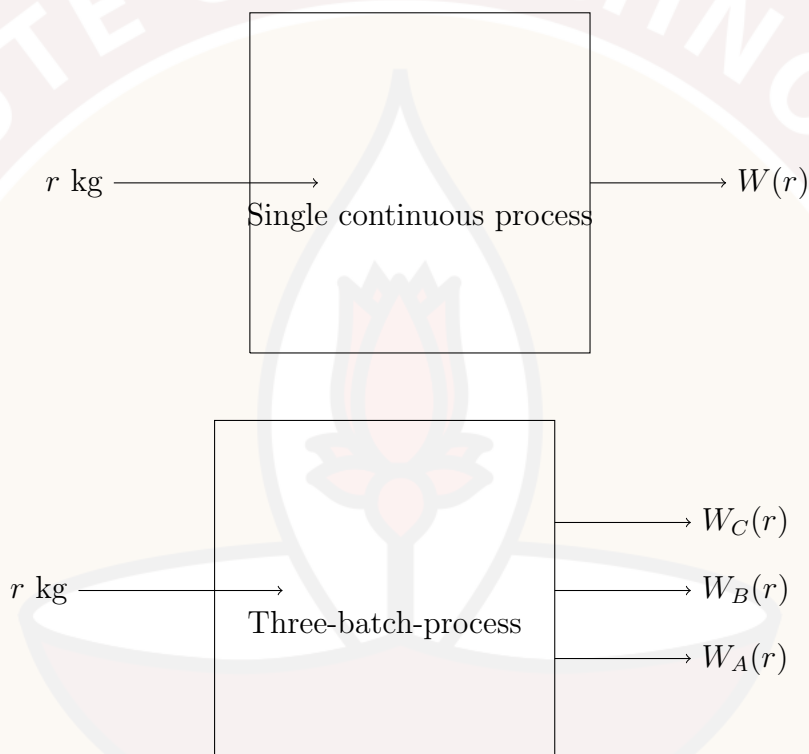 r kg
Single continuous process
W(r)
r kg
Three-batch-process
W_C(r)
W_B(r)
W_A(r)